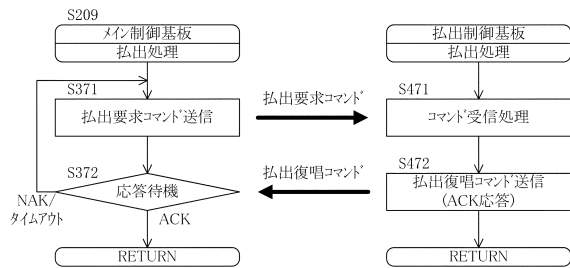 S209
メイン制御基板
払出処理
S371
払出要求コマンド送信
S372
応答待機
NAK/
タイムアウト
ACK
RETURN
払出要求コマンド
払出復唱コマンド
払出制御基板
払出処理
S471
コマンド受信処理
S472
払出復唱コマンド送信
(ACK応答)
RETURN